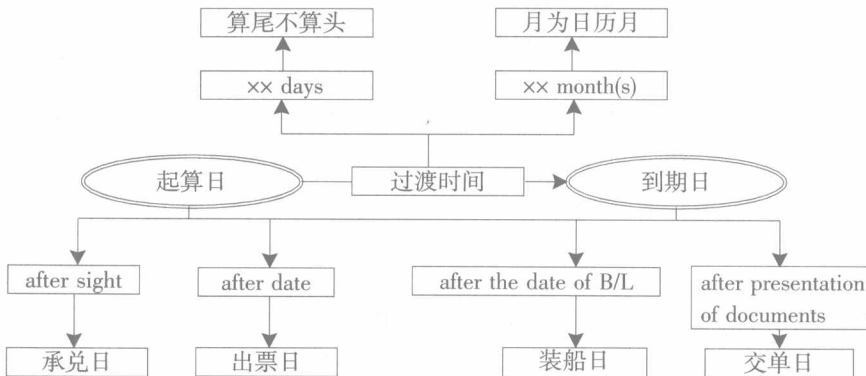 算尾不算头
月为日历月
×× days
×× month(s)
起算日
过渡时间
到期日
after sight
after date
after the date of B/L
after presentation
of documents
承兑日
出票日
装船日
交单日